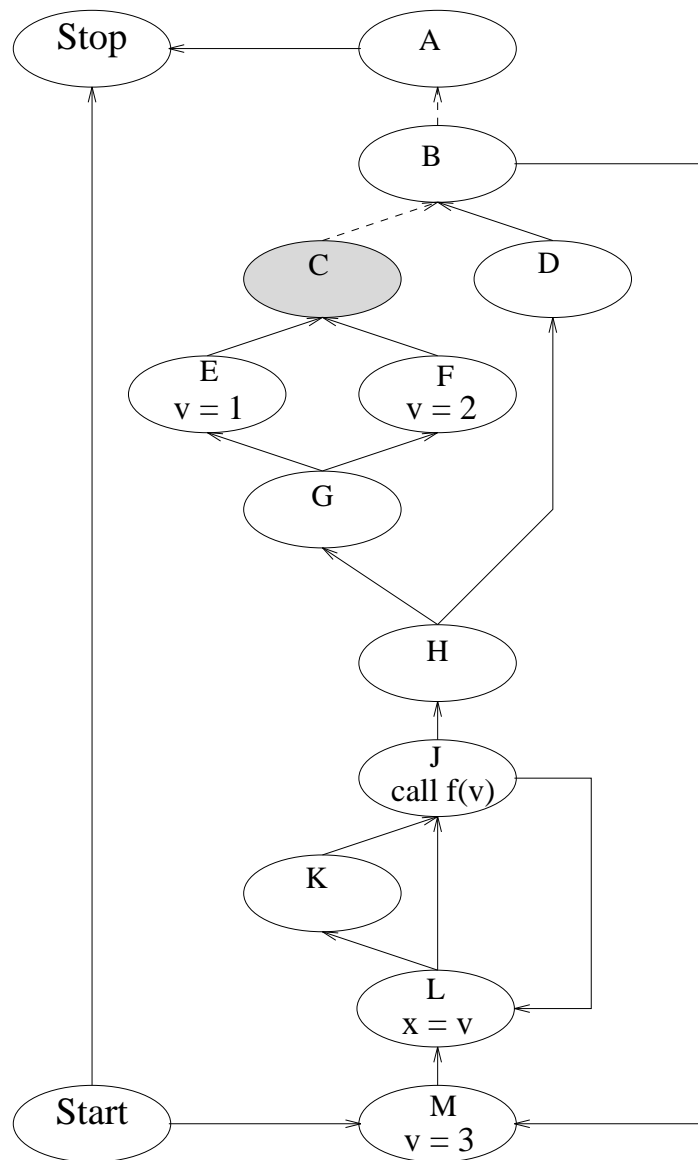 Stop
A
B
C
D
E
v = 1
F
v = 2
G
H
J
call f(v)
K
L
x = v
Start
M
v = 3